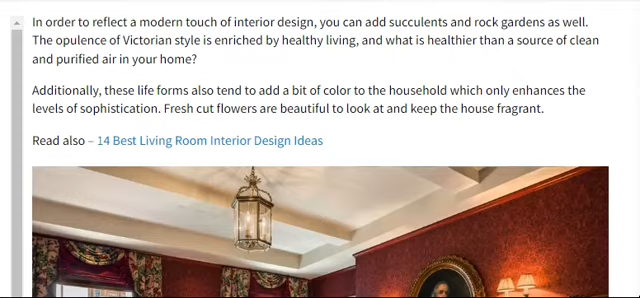 In order to reflect a modern touch of interior design, you can add succulents and rock gardens as well.
The opulence of Victorian style is enriched by healthy living, and what is healthier than a source of clean
and purified air in your home?
Additionally, these life forms also tend to add a bit of color to the household which only enhances the
levels of sophistication. Fresh cut flowers are beautiful to look at and keep the house fragrant.
Read also – 14 Best Living Room Interior Design Ideas